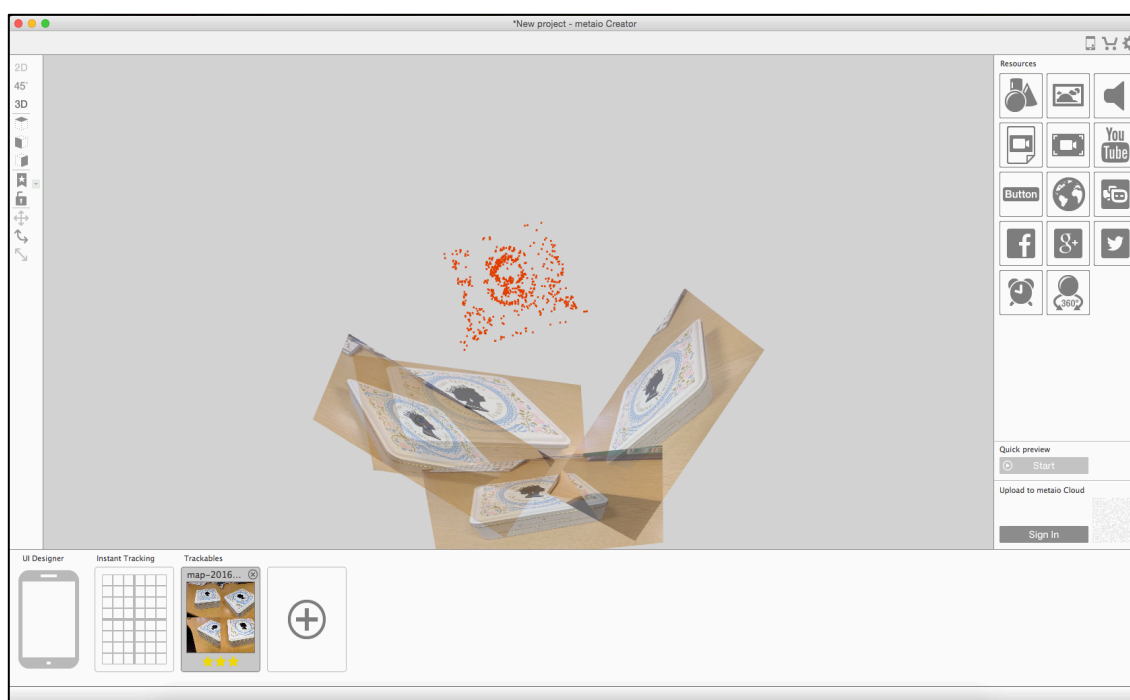 *New project - metaio Creator
2D
45°
3D
Resources
You
Tube
Button
f
g+
360°
Quick preview
Start
Upload to metaio Cloud
Sign In
UI Designer
Instant Tracking
Trackables
map-2016...